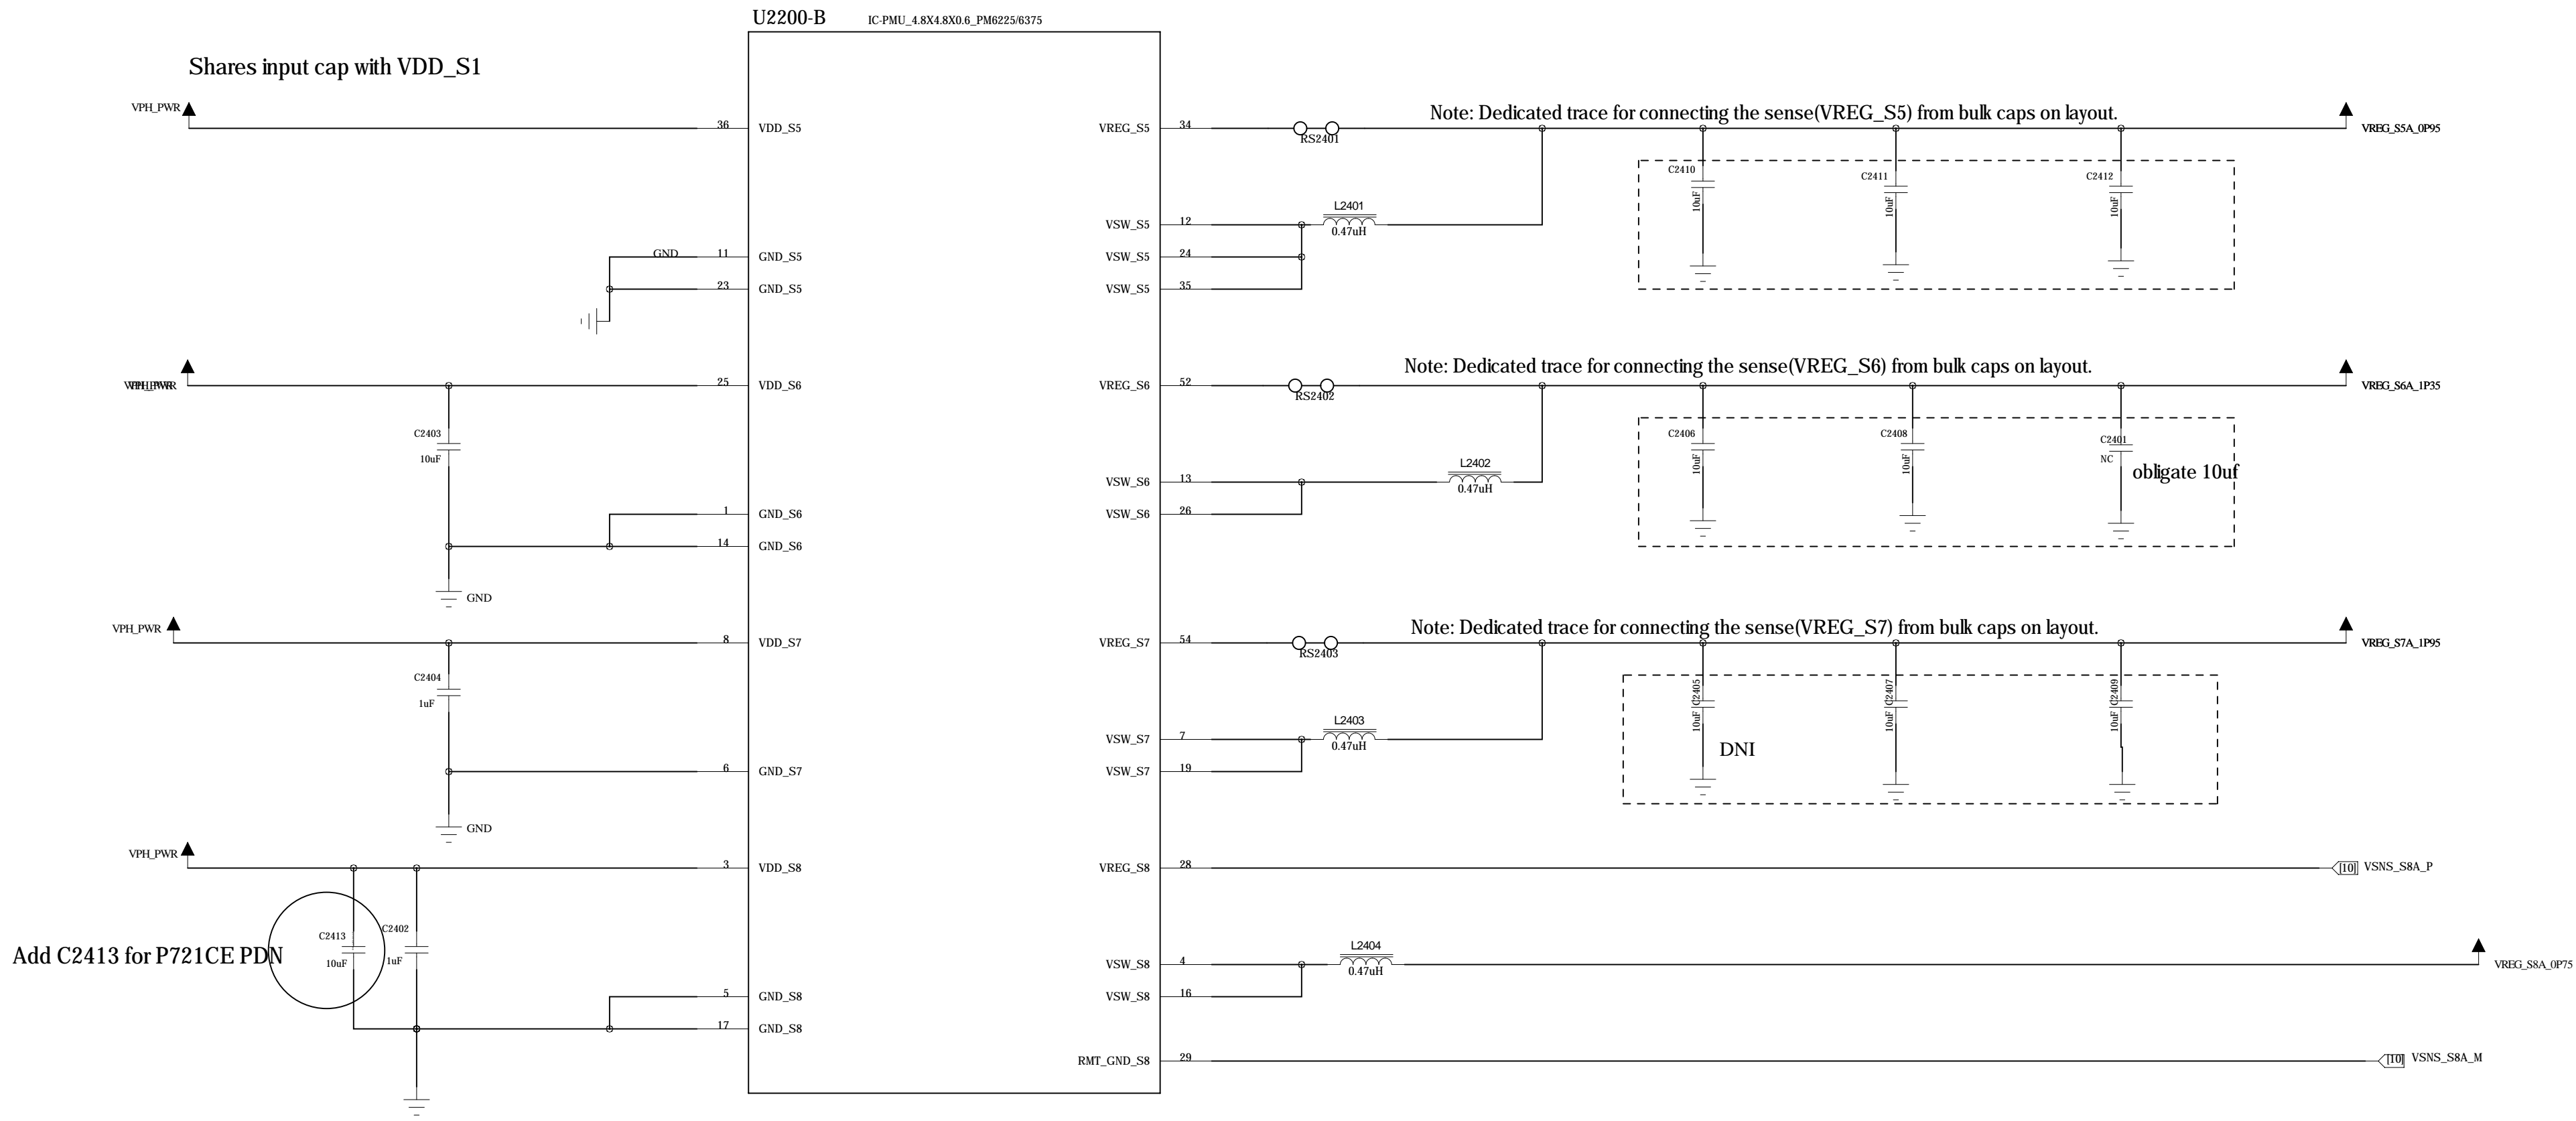 U2200-B
IC-PMU_4.8X4.8X0.6_PM6225/6375
Shares input cap with VDD_S1
VPH_PWR
36
VDD_S5
VREG_S5
34
RS2401
Note: Dedicated trace for connecting the sense(VREG_S5) from bulk caps on layout.
VREG_S5A_0P95
C2410
10uF
C2411
10uF
C2412
10uF
VSW_S5
12
L2401
0.47uH
GND
11
GND_S5
VSW_S5
24
23
GND_S5
VSW_S5
35
VPH_PWR
25
VDD_S6
VREG_S6
52
RS2402
Note: Dedicated trace for connecting the sense(VREG_S6) from bulk caps on layout.
VREG_S6A_1P35
C2403
10uF
C2406
10uF
C2408
10uF
C2401
NC
obligate 10uf
VSW_S6
13
L2402
0.47uH
1
GND_S6
VSW_S6
26
14
GND_S6
GND
VPH_PWR
8
VDD_S7
VREG_S7
54
RS2403
Note: Dedicated trace for connecting the sense(VREG_S7) from bulk caps on layout.
VREG_S7A_1P95
C2404
1uF
10uF C2405
10uF C2407
10uF C2409
DNI
VSW_S7
7
L2403
0.47uH
6
GND_S7
VSW_S7
19
GND
VPH_PWR
3
VDD_S8
VREG_S8
28
[10] VSNS_S8A_P
Add C2413 for P721CE PDN
C2413
10uF
C2402
1uF
VSW_S8
4
L2404
0.47uH
VREG_S8A_0P75
5
GND_S8
VSW_S8
16
17
GND_S8
RMT_GND_S8
29
[10] VSNS_S8A_M